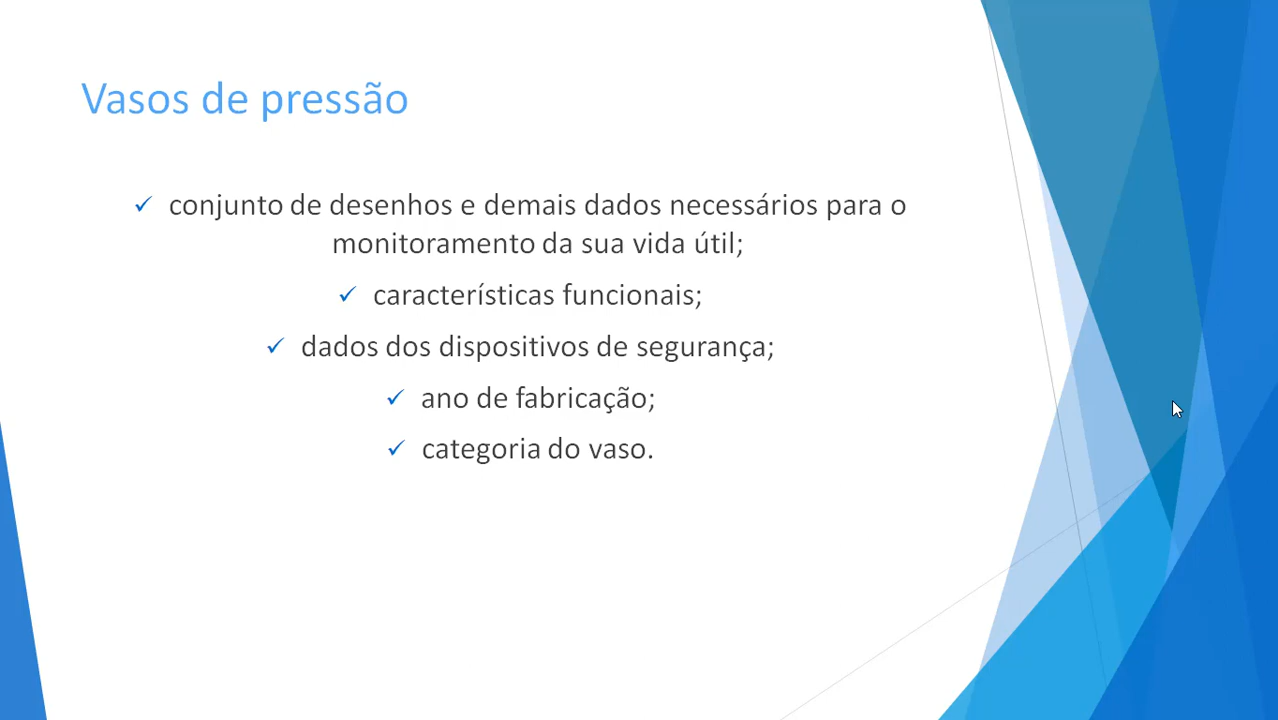 Vasos de pressão
✓ conjunto de desenhos e demais dados necessários para o
monitoramento da sua vida útil;
✓ características funcionais;
✓ dados dos dispositivos de segurança;
✓ ano de fabricação;
✓ categoria do vaso.